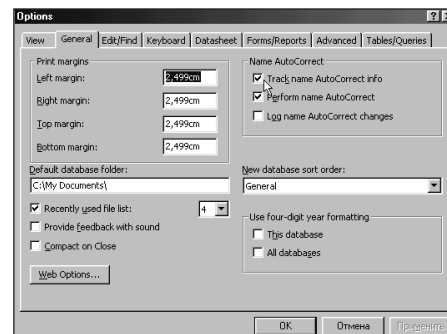 Options
View General Edit/Find Keyboard Datasheet Forms/Reports Advanced Tables/Queries
Print margins
Left margin: 2,499cm
Right margin: 2,499cm
Top margin: 2,499cm
Bottom margin: 2,499cm
Name AutoCorrect
Track name AutoCorrect info
Perform name AutoCorrect
Log name AutoCorrect changes
Default database folder:
C:\My Documents\
New database sort order:
General
Recently used file list: 4
Provide feedback with sound
Compact on Close
Use four-digit year formatting
This database
All databases
Web Options...
OK Отмена Применить